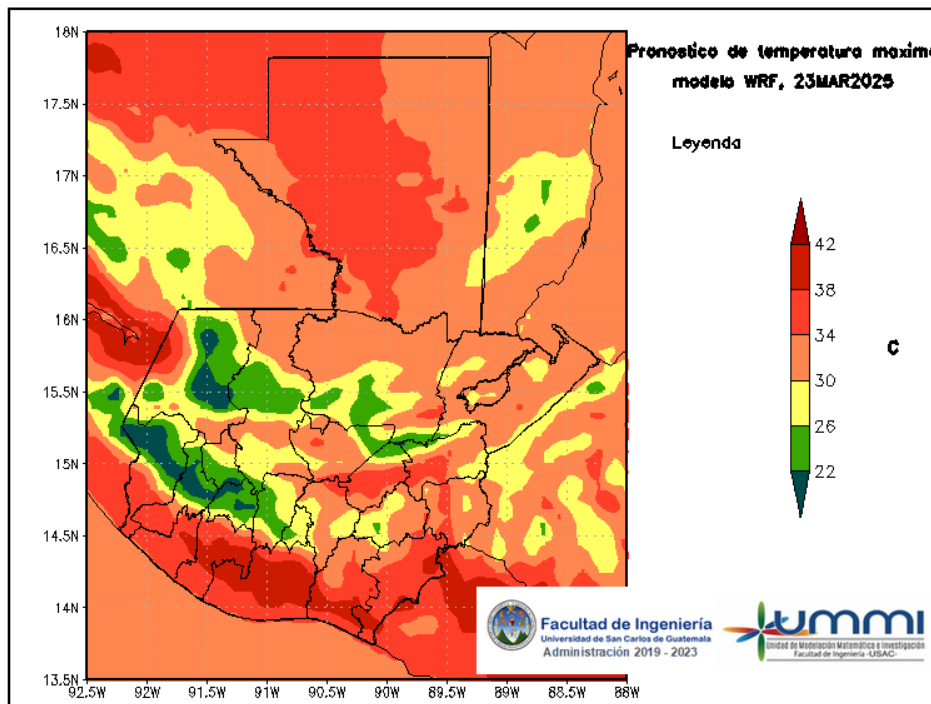 Pronostico de temperatura maxima
modelo WRF, 23MAR2025
Leyenda
42
38
34
30
26
22
C
18N
17.5N
17N
16.5N
16N
15.5N
15N
14.5N
14N
13.5N
92.5W
92W
91.5W
91W
90.5W
90W
89.5W
89W
88.5W
88W
Facultad de Ingeniería
Universidad de San Carlos de Guatemala
Administración 2019 - 2023
ummi
Unidad de Modelación Matemática e Investigación
Facultad de Ingeniería -USAC-